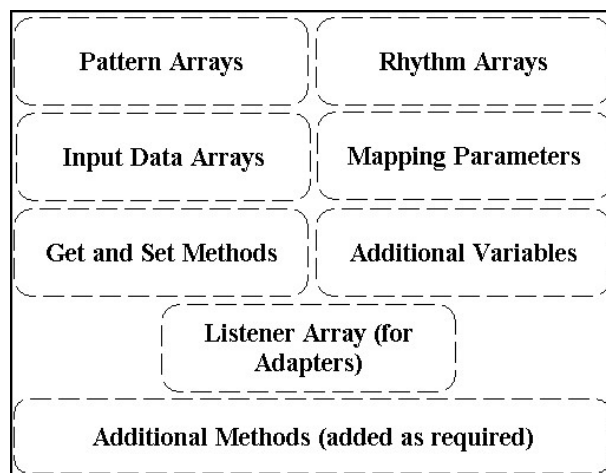 Pattern Arrays
Rhythm Arrays
Input Data Arrays
Mapping Parameters
Get and Set Methods
Additional Variables
Listener Array (for
Adapters)
Additional Methods (added as required)